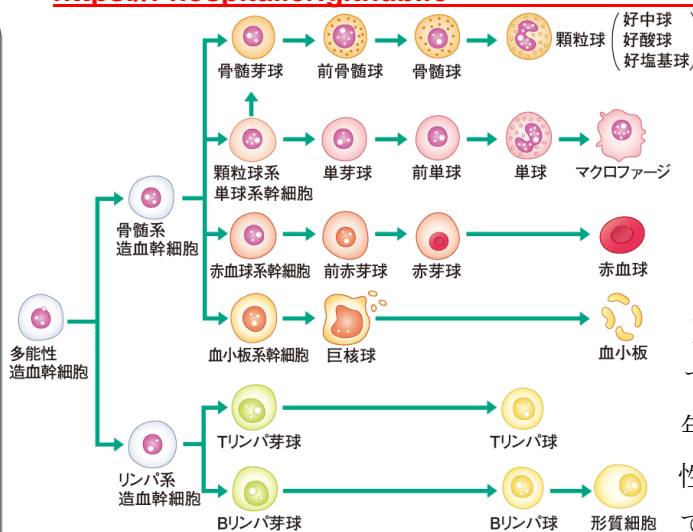 骨髄芽球
前骨髄球
骨髄球
顆粒球
好中球
好酸球
好塩基球
顆粒球系
単球系幹細胞
単芽球
前単球
単球
マクロファージ
骨髄系
造血幹細胞
赤血球系幹細胞
前赤芽球
赤芽球
赤血球
多能性
造血幹細胞
血小板系幹細胞
巨核球
血小板
Tリンパ芽球
Tリンパ球
リンパ系
造血幹細胞
Bリンパ芽球
Bリンパ球
形質細胞
性